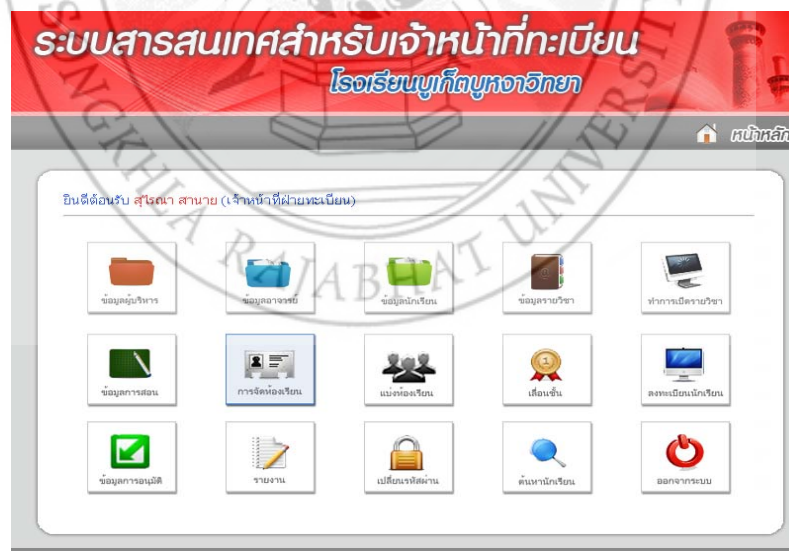 ระบบสารสนเทศสำหรับเจ้าหน้าที่ทะเบียน
โรงเรียนบูเก็ตบูหงาวิทยา
หน้าหลัก
ยินดีต้อนรับ สุไรณา สานาย (เจ้าหน้าที่ฝ่ายทะเบียน)
ข้อมูลผู้บริหาร ข้อมูลอาจารย์ ข้อมูลนักเรียน ข้อมูลรายวิชา ทำการเปิดรายวิชา
ข้อมูลการสอน การจัดห้องเรียน แบ่งห้องเรียน เลื่อนชั้น ลงทะเบียนนักเรียน
ข้อมูลการอนุมัติ รายงาน เปลี่ยนรหัสผ่าน ค้นหานักเรียน ออกจากระบบ
SONGKHLA RAJABHAT UNIVERSITY